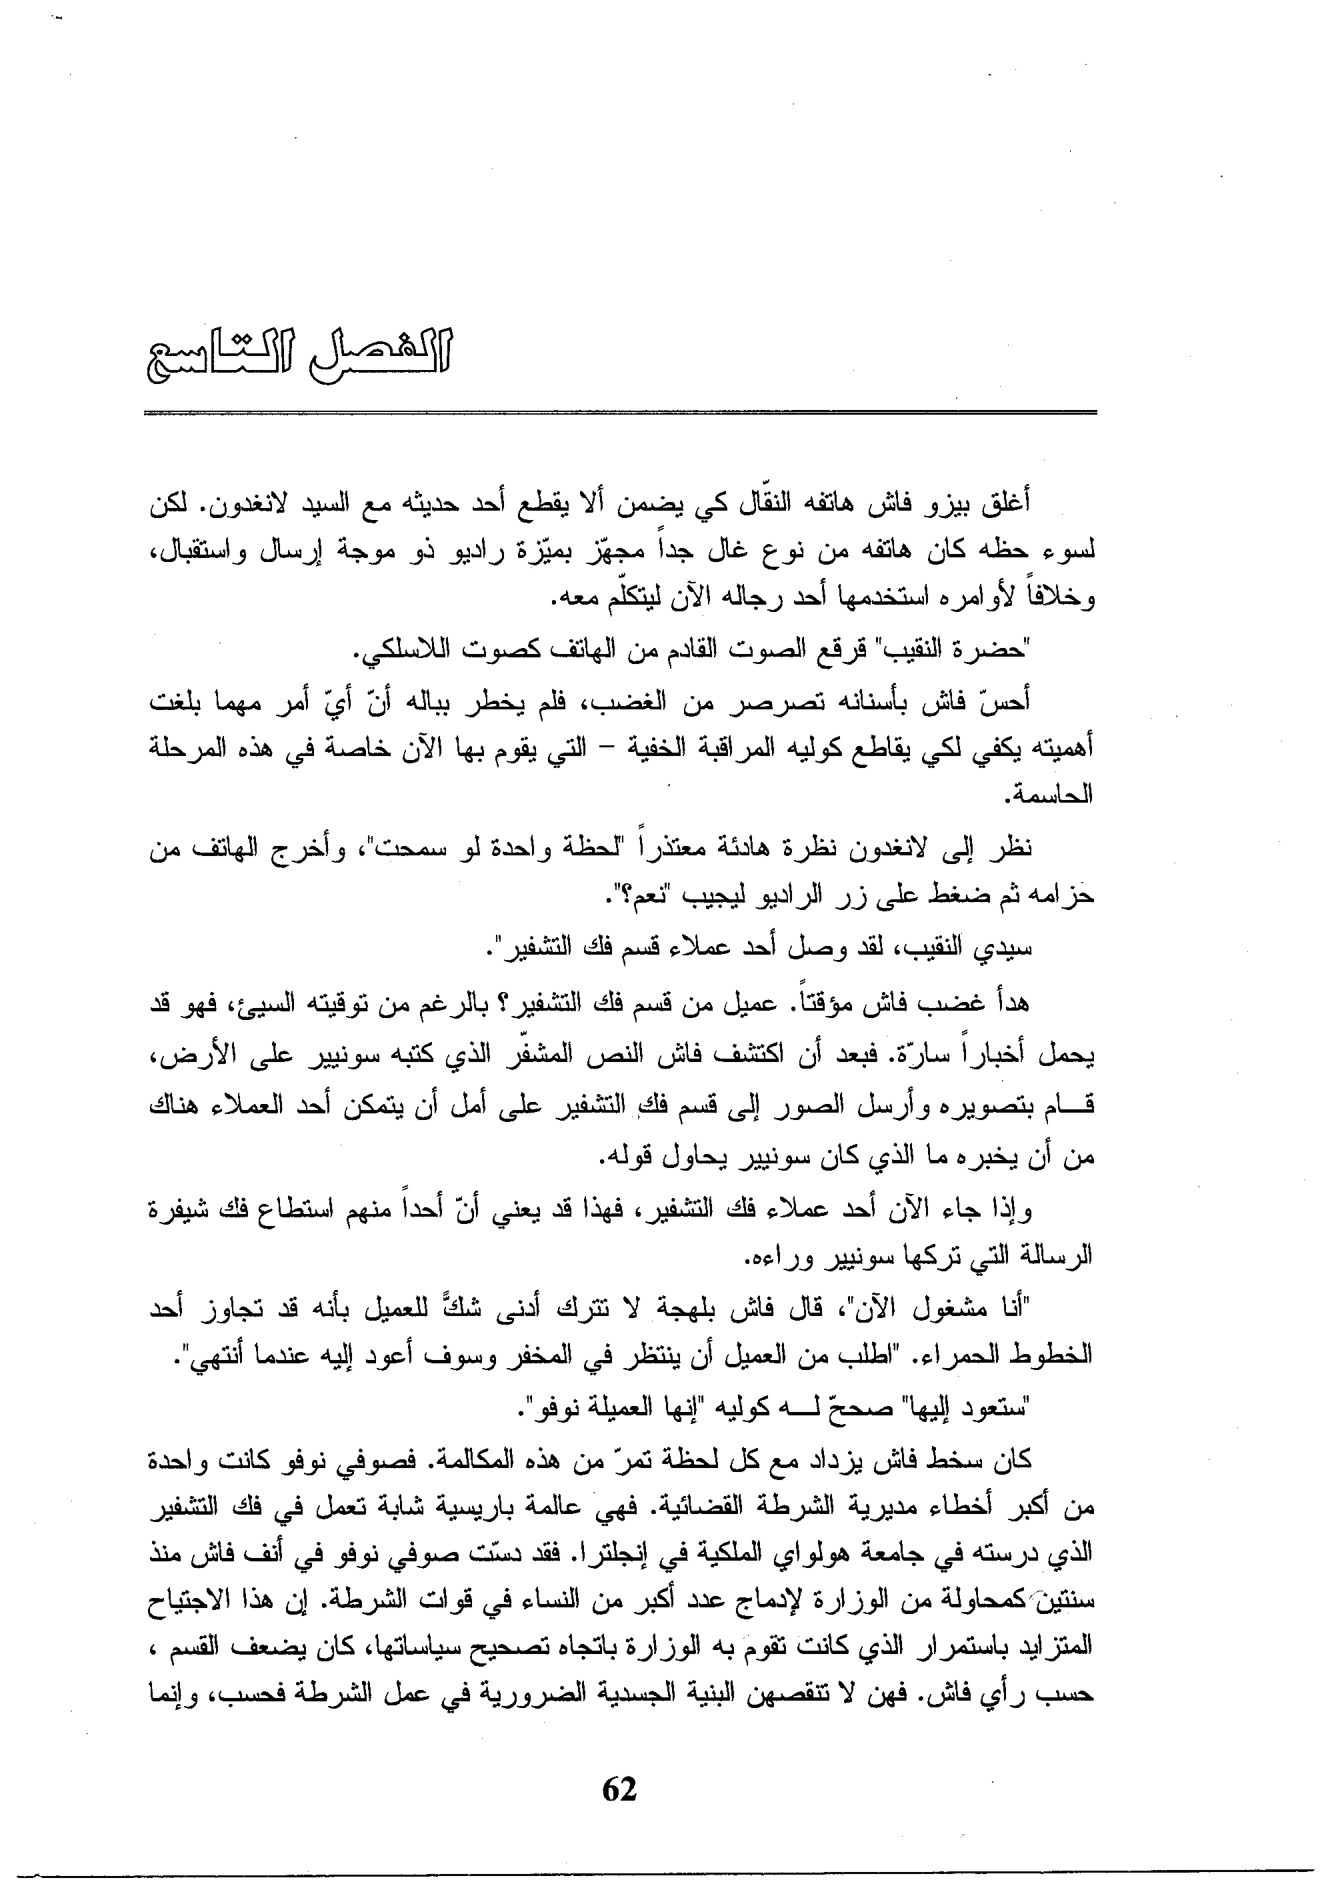 الفصل التاسع
أغلق بيزو فاش هاتفه النقّال كي يضمن ألا يقطع أحد حديثه مع السيد لانغدون. لكن
لسوء حظه كان هاتفه من نوع غال جداً مجهّز بميّزة راديو ذو موجة إرسال واستقبال،
وخلافاً لأوامره استخدمها أحد رجاله الآن ليتكلّم معه.
"حضرة النقيب" قرقع الصوت القادم من الهاتف كصوت اللاسلكي.
أحسّ فاش بأسنانه تصرصر من الغضب، فلم يخطر بباله أنّ أيّ أمر مهما بلغت
أهميته يكفي لكي يقاطع كوليه المراقبة الخفية – التي يقوم بها الآن خاصة في هذه المرحلة
الحاسمة.
نظر إلى لانغدون نظرة هادئة معتذراً "لحظة واحدة لو سمحت"، وأخرج الهاتف من
حزامه ثم ضغط على زر الراديو ليجيب "نعم؟".
سيدي النقيب، لقد وصل أحد عملاء قسم فك التشفير".
هدأ غضب فاش مؤقتاً. عميل من قسم فك التشفير؟ بالرغم من توقيته السيئ، فهو قد
يحمل أخباراً سارّة. فبعد أن اكتشف فاش النص المشفّر الذي كتبه سونيير على الأرض،
قـــام بتصويره وأرسل الصور إلى قسم فك التشفير على أمل أن يتمكن أحد العملاء هناك
من أن يخبره ما الذي كان سونيير يحاول قوله.
وإذا جاء الآن أحد عملاء فك التشفير، فهذا قد يعني أنّ أحداً منهم استطاع فك شيفرة
الرسالة التي تركها سونيير وراءه.
"أنا مشغول الآن"، قال فاش بلهجة لا تترك أدنى شكٍّ للعميل بأنه قد تجاوز أحد
الخطوط الحمراء. "اطلب من العميل أن ينتظر في المخفر وسوف أعود إليه عندما أنتهي".
"ستعود إليها" صححّ لـــه كوليه "إنها العميلة نوفو".
كان سخط فاش يزداد مع كل لحظة تمرّ من هذه المكالمة. فصوفي نوفو كانت واحدة
من أكبر أخطاء مديرية الشرطة القضائية. فهي عالمة باريسية شابة تعمل في فك التشفير
الذي درسته في جامعة هولواي الملكية في إنجلترا. فقد دسّت صوفي نوفو في أنف فاش منذ
سنتين كمحاولة من الوزارة لإدماج عدد أكبر من النساء في قوات الشرطة. إن هذا الاجتياح
المتزايد باستمرار الذي كانت تقوم به الوزارة باتجاه تصحيح سياساتها، كان يضعف القسم ،
حسب رأي فاش. فهن لا تنقصهن البنية الجسدية الضرورية في عمل الشرطة فحسب، وإنما
62